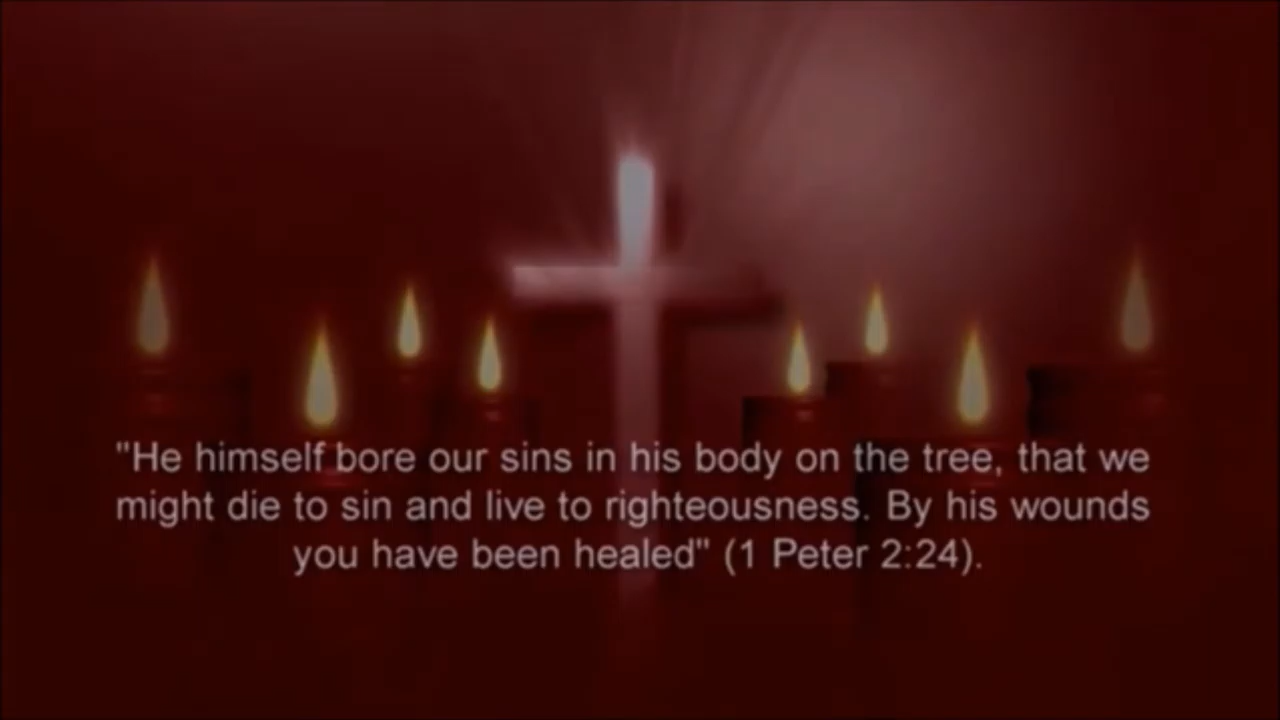 "He himself bore our sins in his body on the tree, that we
might die to sin and live to righteousness. By his wounds
you have been healed" (1 Peter 2:24).